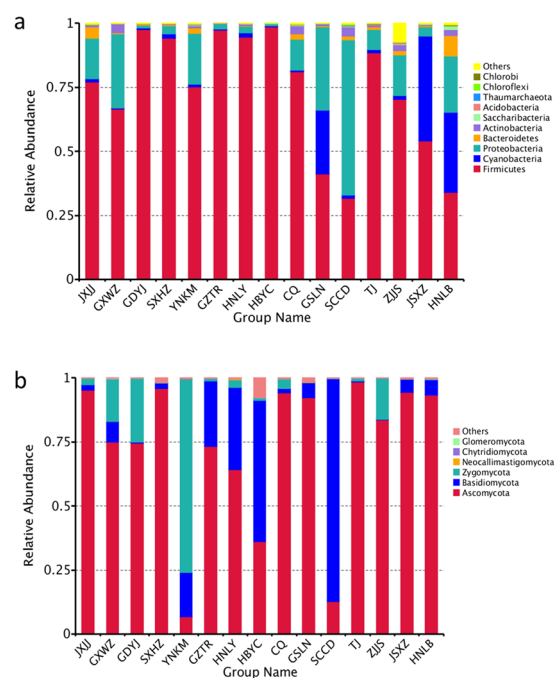 a
1
0.75
0.5
0.25
0
Relative Abundance
JXJJ
GXWZ
GDYJ
SXHZ
YNKM
GZTR
HNLY
HBYC
CQ
GSLN
SCCD
TJ
ZJJS
JSXZ
HNLB
Group Name
Others
Chlorobi
Chloroflexi
Thaumarchaeota
Acidobacteria
Saccharibacteria
Actinobacteria
Bacteroidetes
Proteobacteria
Cyanobacteria
Firmicutes
b
1
0.75
0.5
0.25
0
Relative Abundance
JXJJ
GXWZ
GDYJ
SXHZ
YNKM
GZTR
HNLY
HBYC
CQ
GSLN
SCCD
TJ
ZJJS
JSXZ
HNLB
Group Name
Others
Glomeromycota
Chytridiomycota
Neocallimastigomycota
Zygomycota
Basidiomycota
Ascomycota